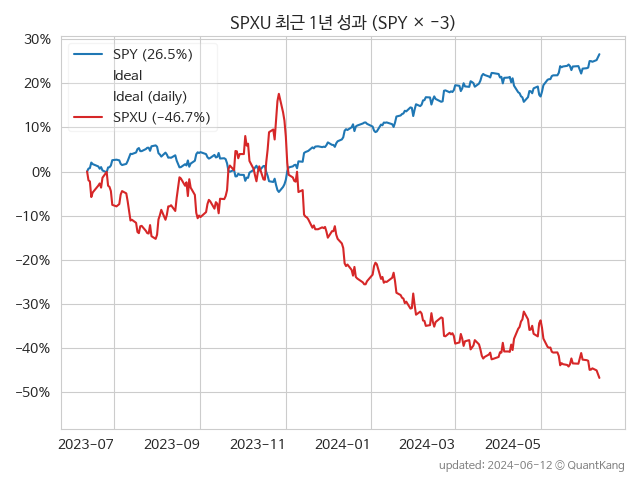 SPXU 최근 1년 성과 (SPY × −3)
SPY (26.5%)
Ideal
Ideal (daily)
SPXU (−46.7%)
30%
20%
10%
0%
−10%
−20%
−30%
−40%
−50%
2023−07 2023−09 2023−11 2024−01 2024−03 2024−05
updated: 2024−06−12 © QuantKang